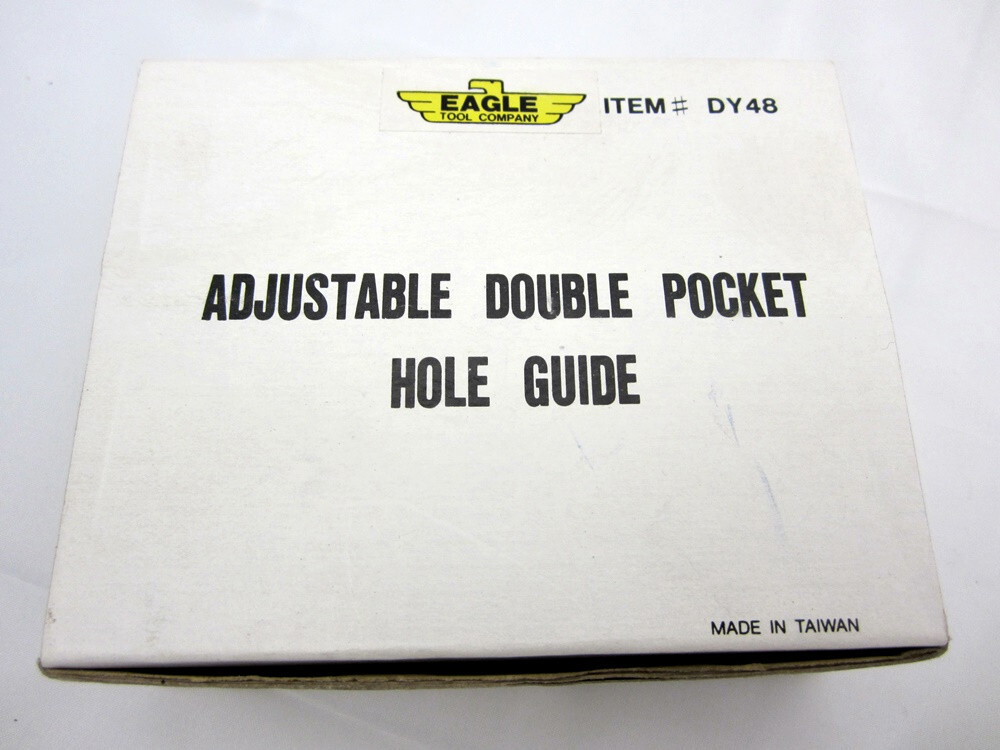 EAGLE
TOOL COMPANY
ITEM# DY48
ADJUSTABLE DOUBLE POCKET
HOLE GUIDE
MADE IN TAIWAN